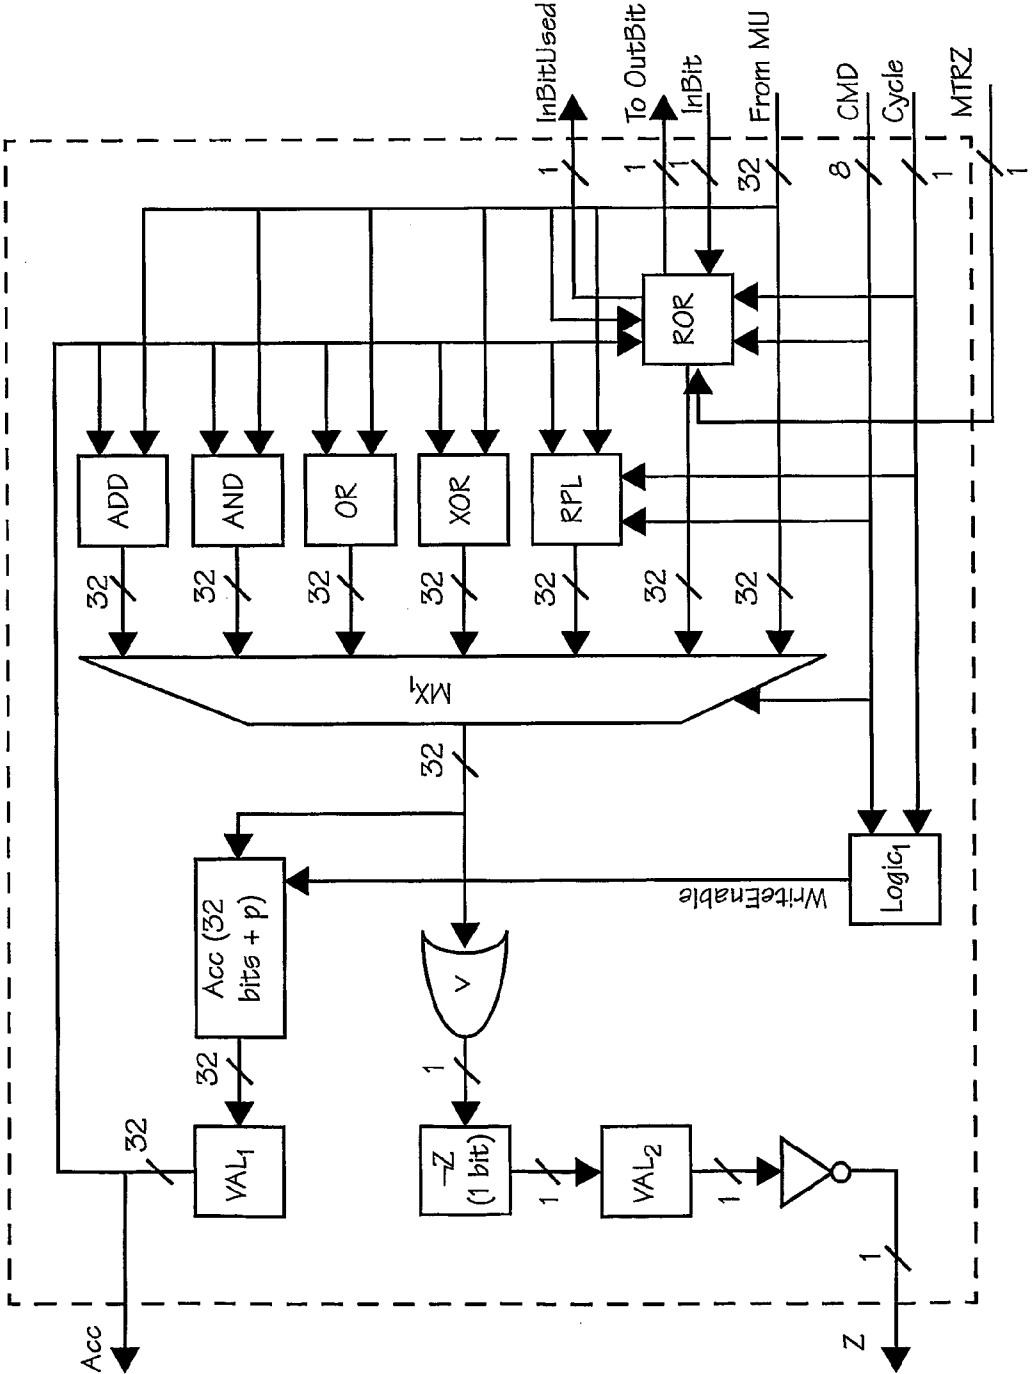 InBitUsed
To OutBit
InBit
From MU
CMD
Cycle
MTRZ
1
1
1
32
8
1
1
ROR
ADD
AND
OR
XOR
RPL
32
32
32
32
32
32
32
MX1
32
Acc (32
bits + p)
WriteEnable
Logic1
V
32
1
VAL1
32
¬Z
(1 bit)
1
VAL2
1
1
Acc
Z